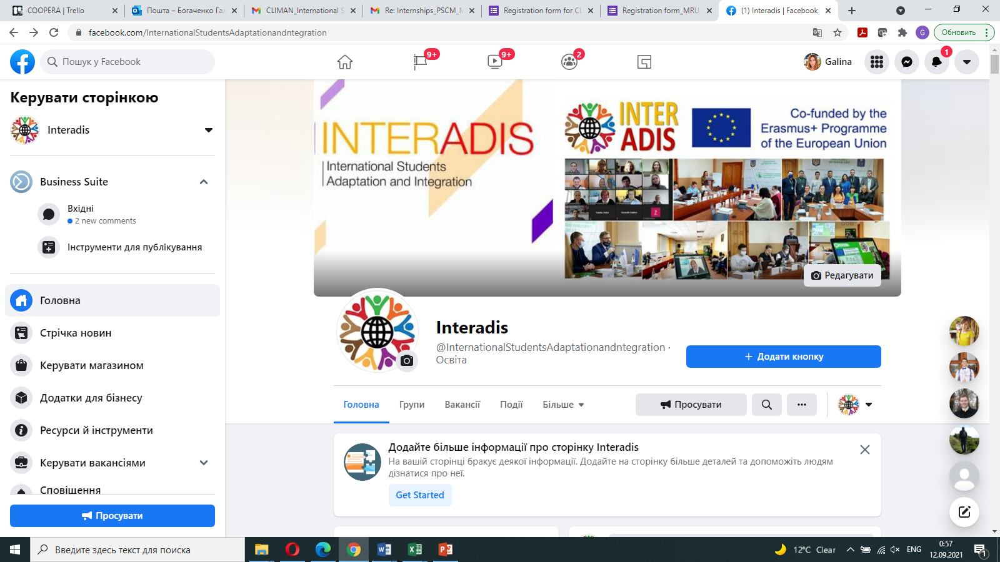 COOPERA | Trello
Пошта – Богаченко Гал
CLIMAN_International S
Re: Internships_PSCM_M
Registration form for CL
Registration form_MRU_
(1) Interadis | Facebook
facebook.com/InternationalStudentsAdaptationandntegration
G
Обновить
Пошук у Facebook
9+
9+
2
Galina
1
Керувати сторінкою
Interadis
Business Suite
Вхідні
2 new comments
Інструменти для публікування
Головна
Стрічка новин
Керувати магазином
Додатки для бізнесу
Ресурси й інструменти
Керувати вакансіями
Сповіщення
Просувати
INTERADIS
International Students
Adaptation and Integration
INTER
ADIS
Co-funded by the
Erasmus+ Programme
of the European Union
2
Редагувати
Interadis
@InternationalStudentsAdaptationandntegration ·
Освіта
+ Додати кнопку
Головна
Групи
Вакансії
Події
Більше
Просувати
Додайте більше інформації про сторінку Interadis
На вашій сторінці бракує деякої інформації. Додайте на сторінку більше деталей та допоможіть людям
дізнатися про неї.
Get Started
Введите здесь текст для поиска
12°C Clear
ENG
0:57
12.09.2021
1